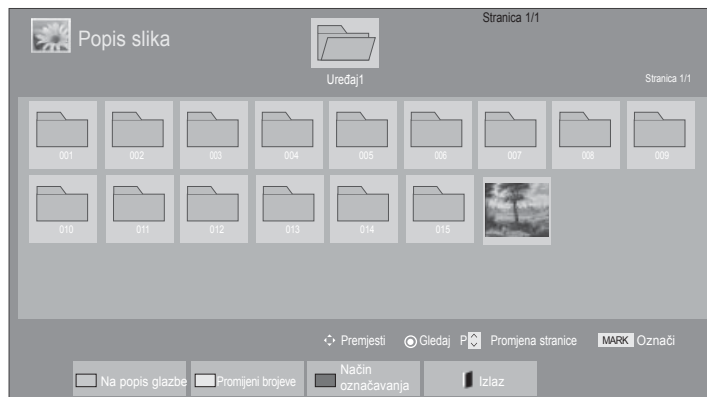 Stranica 1/1
Popis slika
Uređaj1
Stranica 1/1
001 002 003 004 005 006 007 008 009
010 011 012 013 014 015
Premjesti Gledaj P Promjena stranice MARK Označi
Na popis glazbe Promijeni brojeve Način označavanja Izlaz